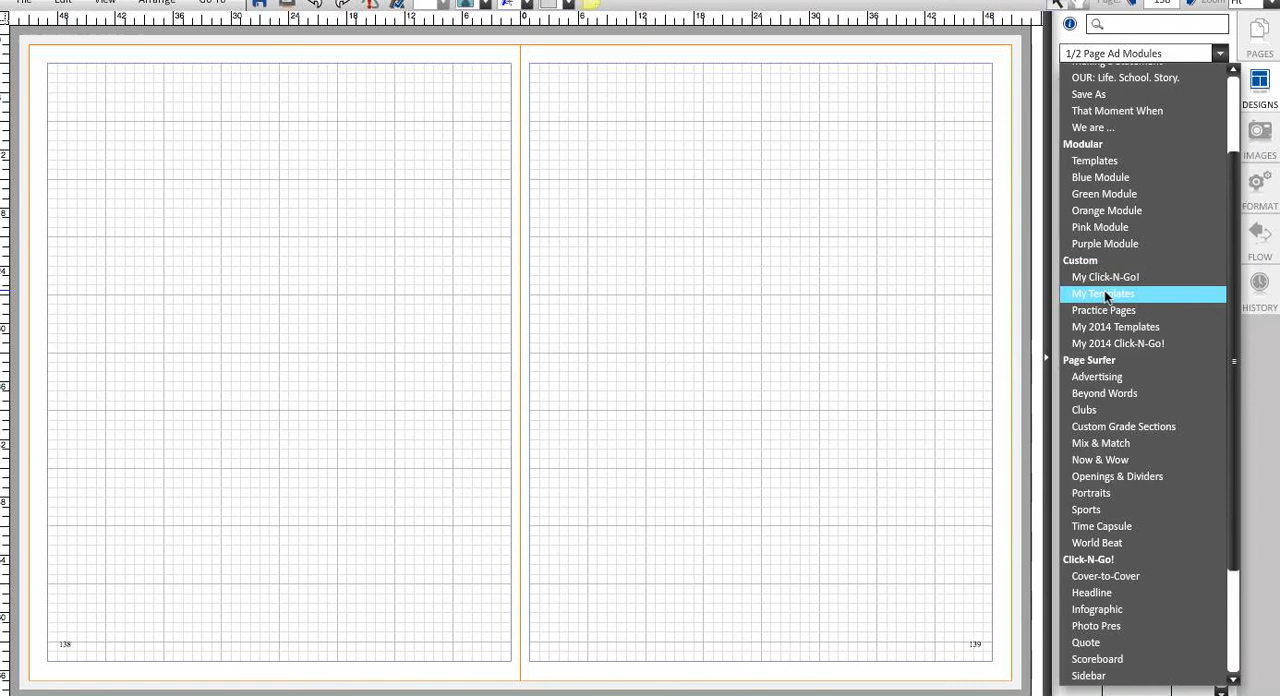 File Edit View Arrange Go To
Page: 138 Zoom: Fit
48 42 36 30 24 18 12 6 0 6 12 18 24 30 36 42 48
1/2 Page Ad Modules
PAGES
DESIGNS
IMAGES
FORMAT
FLOW
HISTORY
OUR: Life. School. Story.
Save As
That Moment When
We are ...
Modular
Templates
Blue Module
Green Module
Orange Module
Pink Module
Purple Module
Custom
My Click-N-Go!
My Templates
Practice Pages
My 2014 Templates
My 2014 Click-N-Go!
Page Surfer
Advertising
Beyond Words
Clubs
Custom Grade Sections
Mix & Match
Now & Wow
Openings & Dividers
Portraits
Sports
Time Capsule
World Beat
Click-N-Go!
Cover-to-Cover
Headline
Infographic
Photo Pres
Quote
Scoreboard
Sidebar
138
139